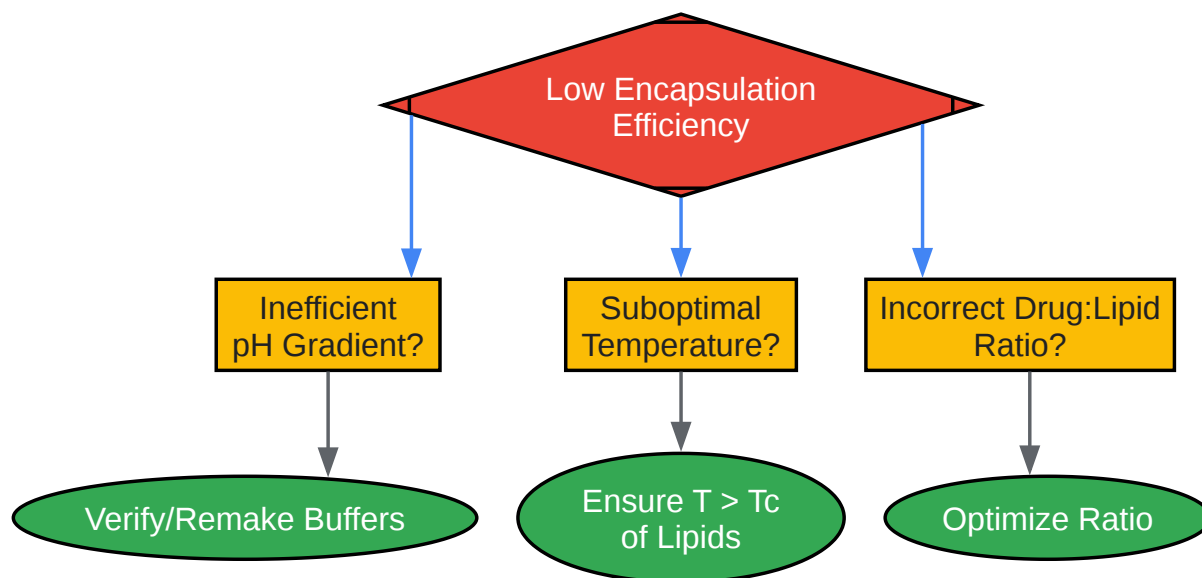 Low Encapsulation
Efficiency
Inefficient
pH Gradient?
Suboptimal
Temperature?
Incorrect Drug:Lipid
Ratio?
Verify/Remake Buffers
Ensure T > Tc
of Lipids
Optimize Ratio